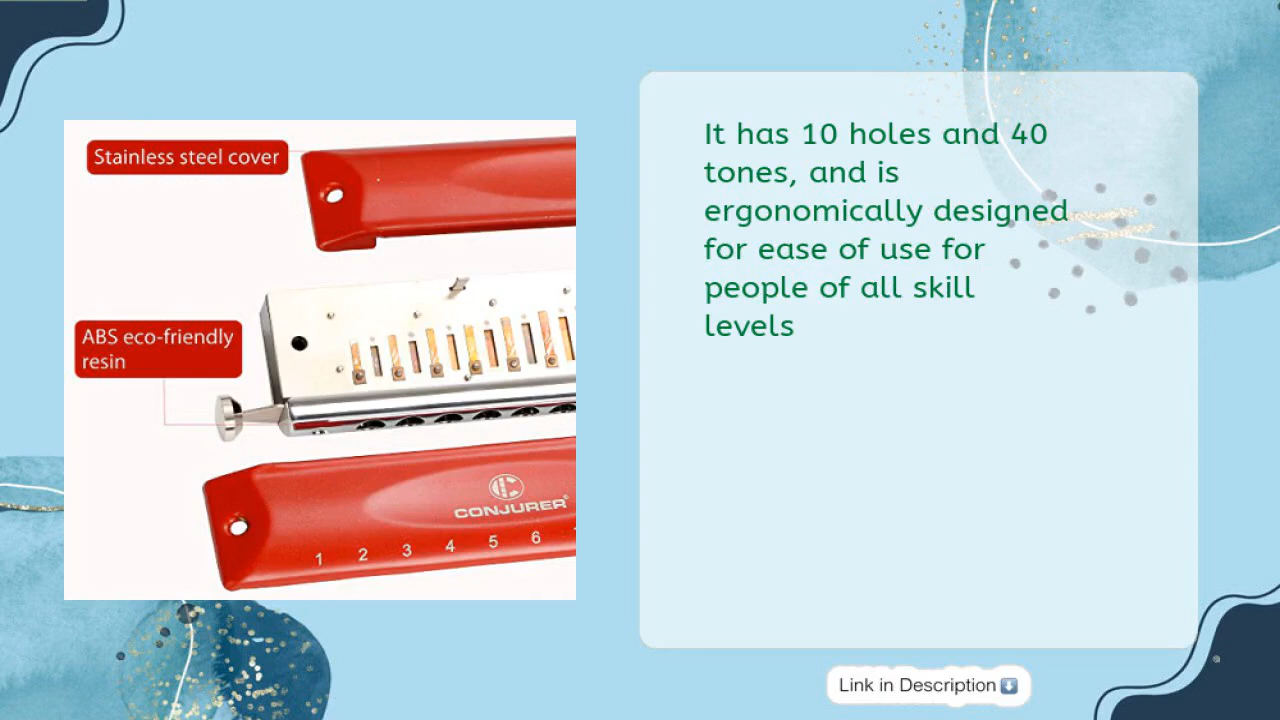 Stainless steel cover
ABS eco-friendly
resin
CONJURER®
1 2 3 4 5 6
It has 10 holes and 40
tones, and is
ergonomically designed
for ease of use for
people of all skill
levels
Link in Description⬇️